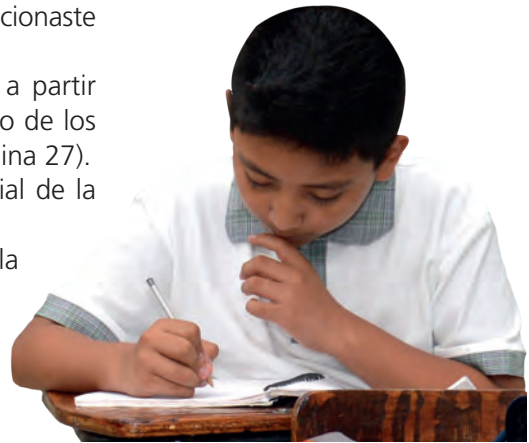 cionaste
a partir
o de los
ina 27).
ial de la
la